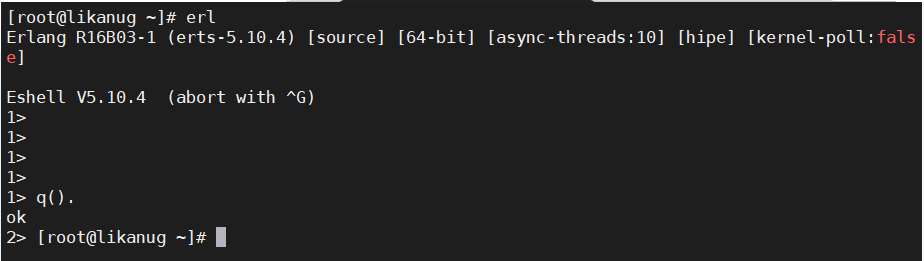 [root@likanug ~]# erl
Erlang R16B03-1 (erts-5.10.4) [source] [64-bit] [async-threads:10] [hipe] [kernel-poll:fals
e]
Eshell V5.10.4  (abort with ^G)
1>
1>
1>
1>
1> q().
ok
2> [root@likanug ~]#